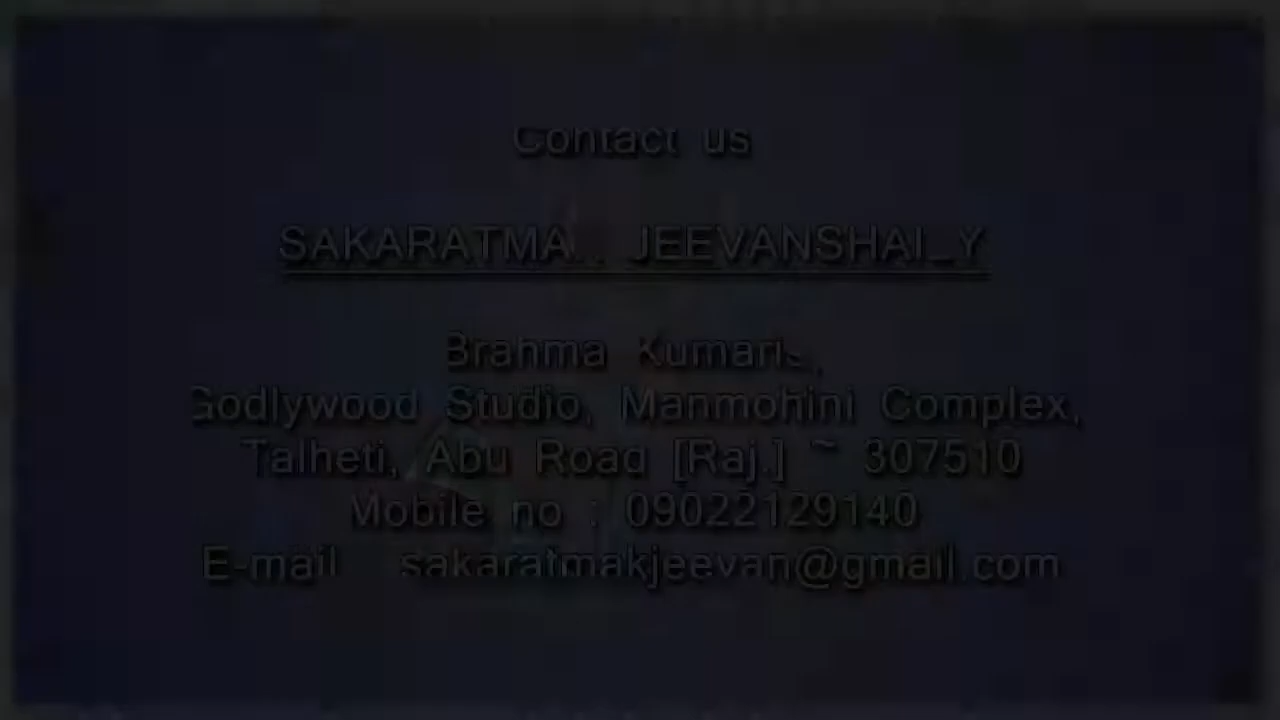 Contact us
SAKARATMAK JEEVANSHAILY
Brahma Kumaris,
Godlywood Studio, Manmohini Complex,
Talheti, Abu Road [Raj.] ~ 307510
Mobile no : 09022129140
E-mail sakaratmakjeevan@gmail.com